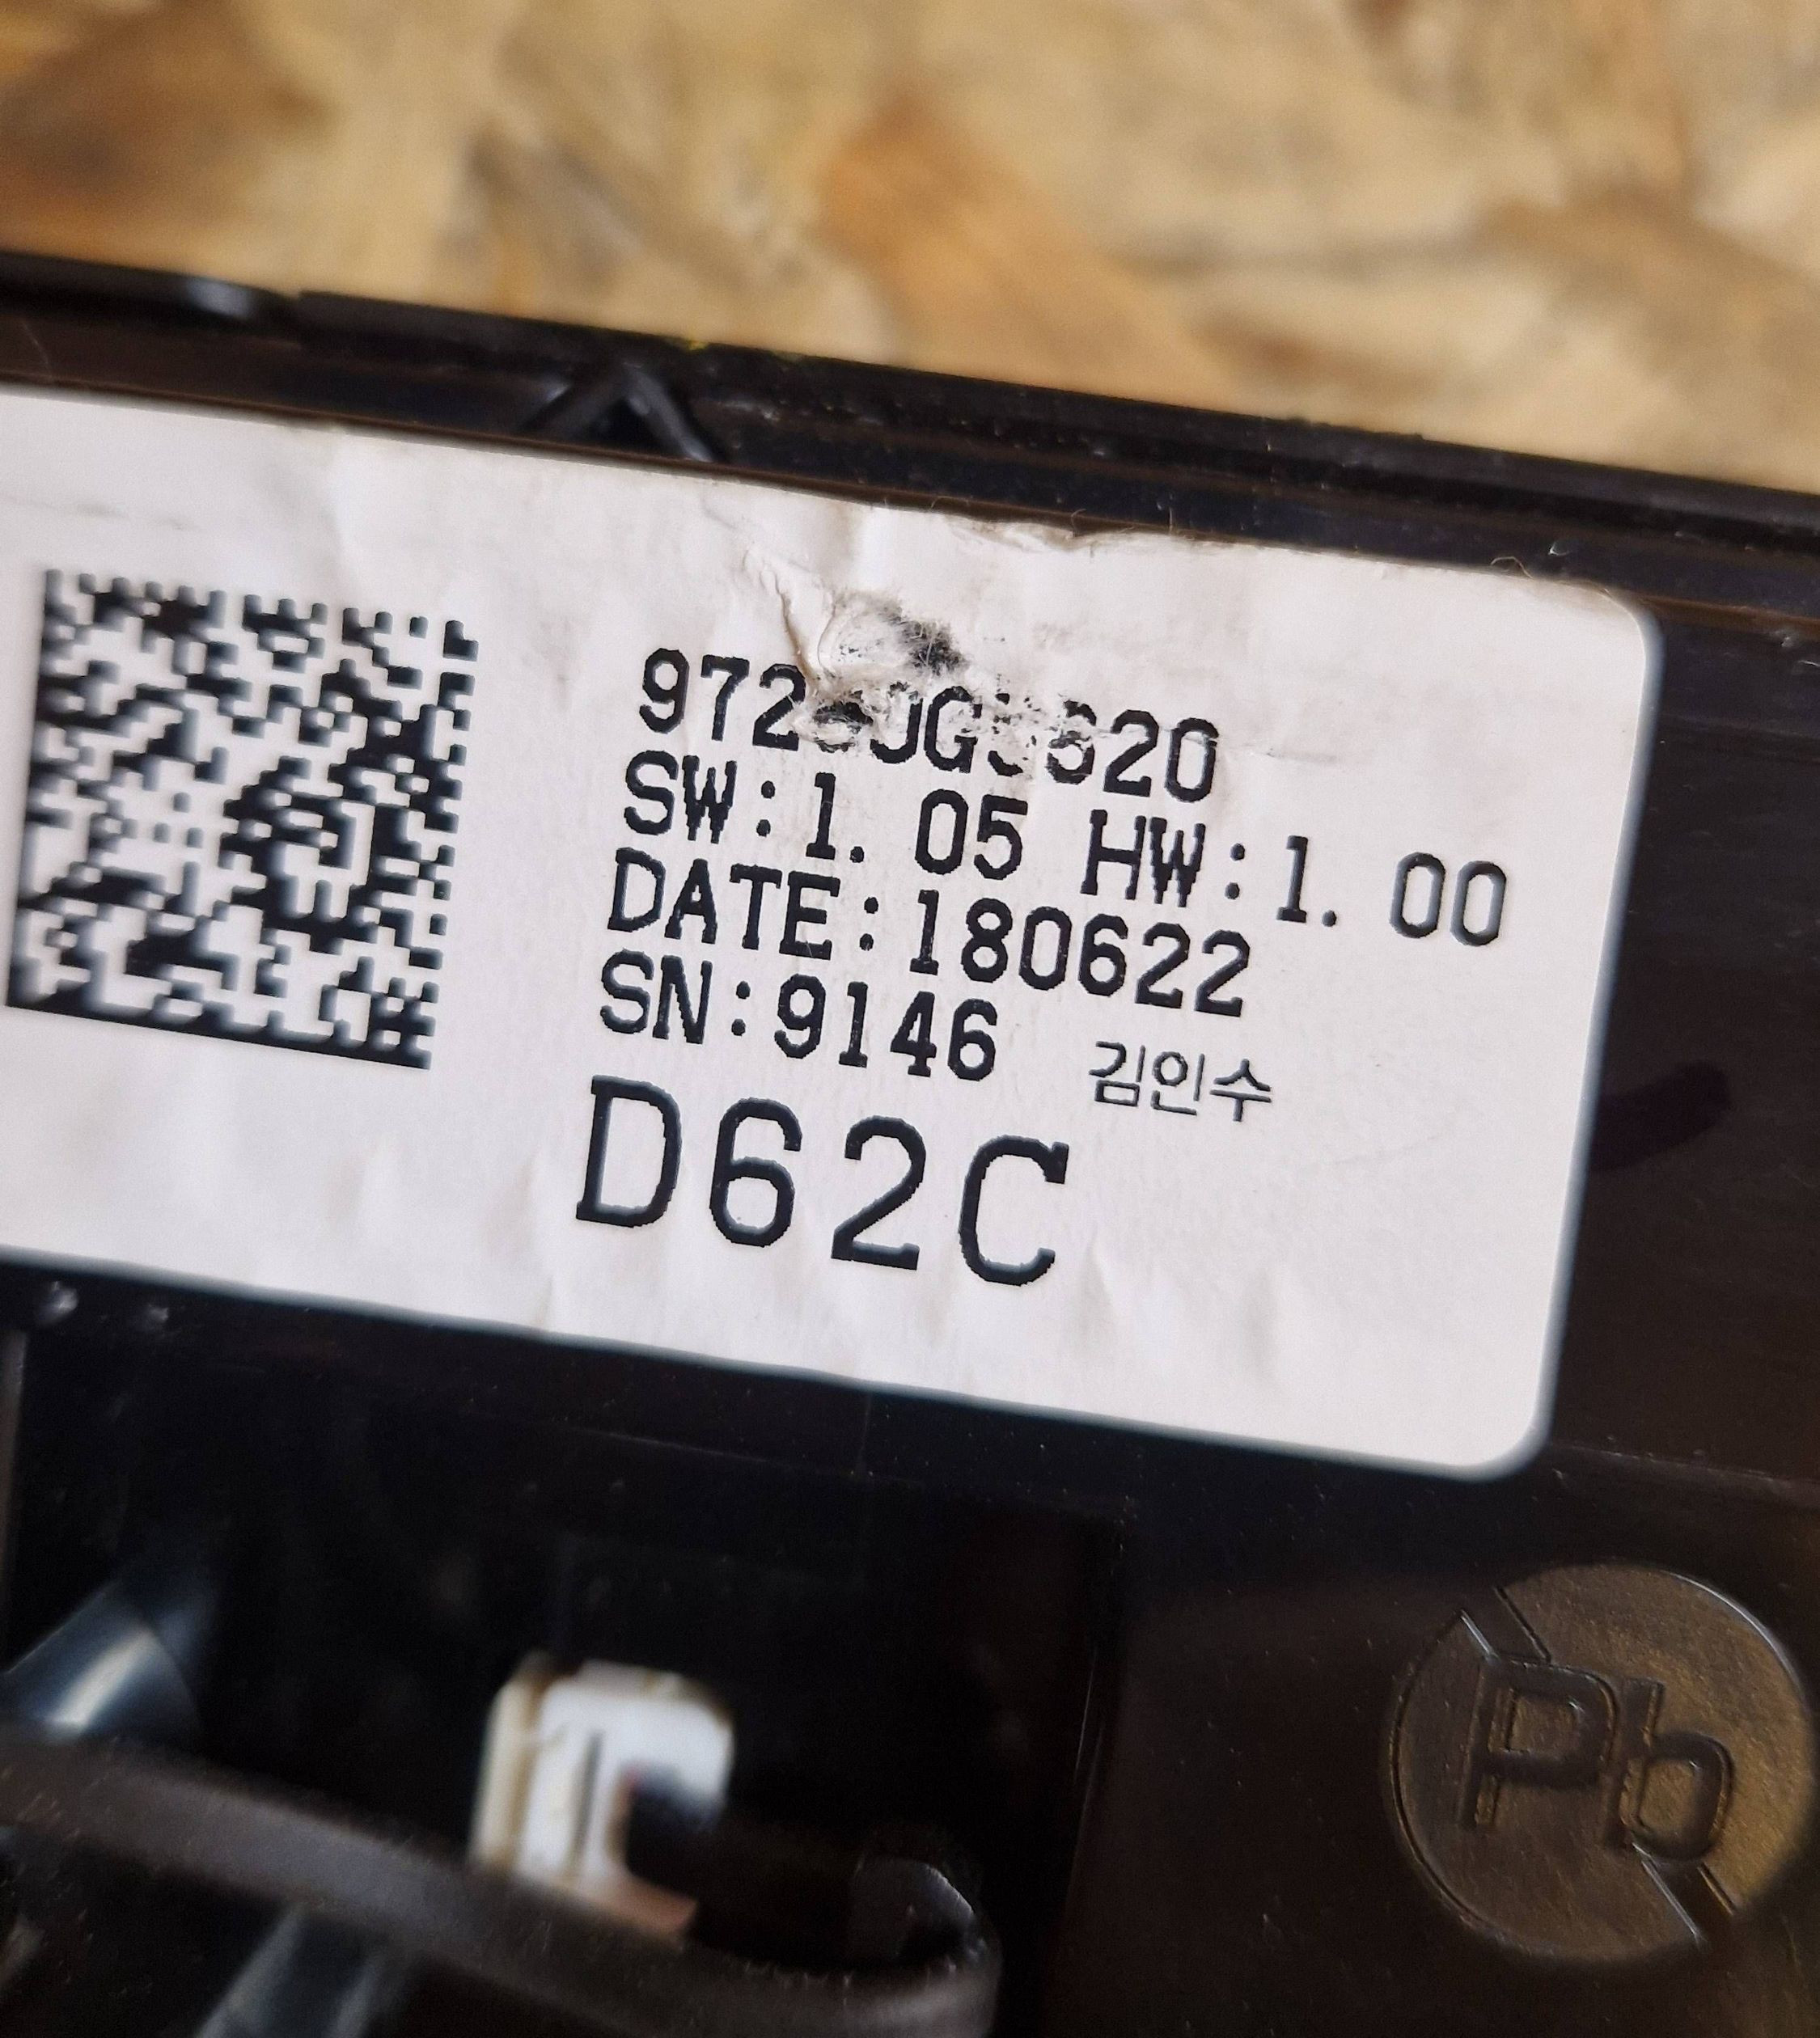 SW:1. 05 HW:1. 00
DATE:180622
SN:9146 김인수
D62C
Pb